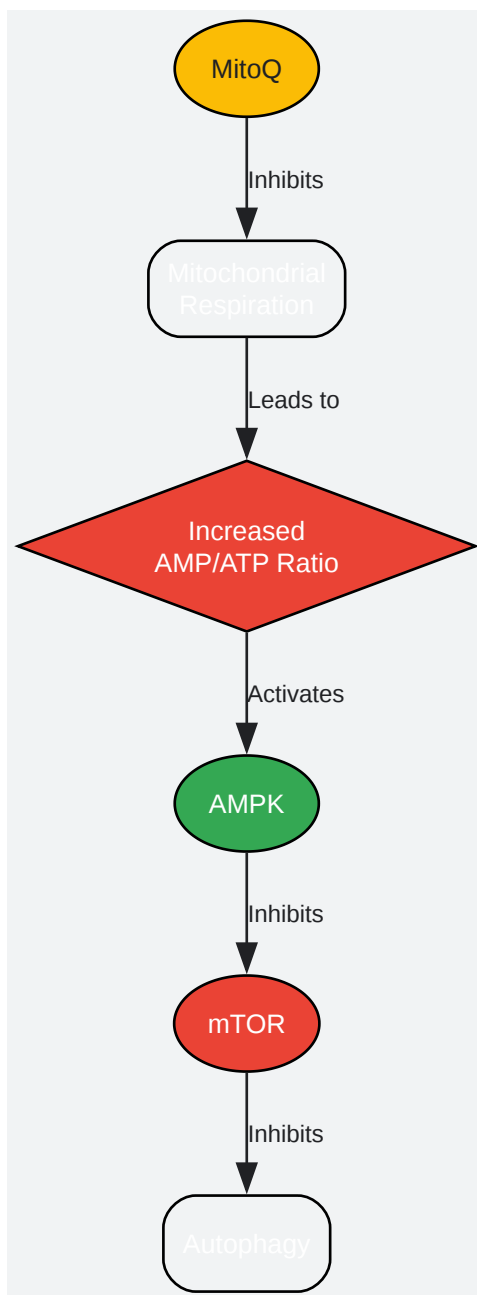 MitoQ
Inhibits
Mitochondrial
Respiration
Leads to
Increased
AMP/ATP Ratio
Activates
AMPK
Inhibits
mTOR
Inhibits
Autophagy